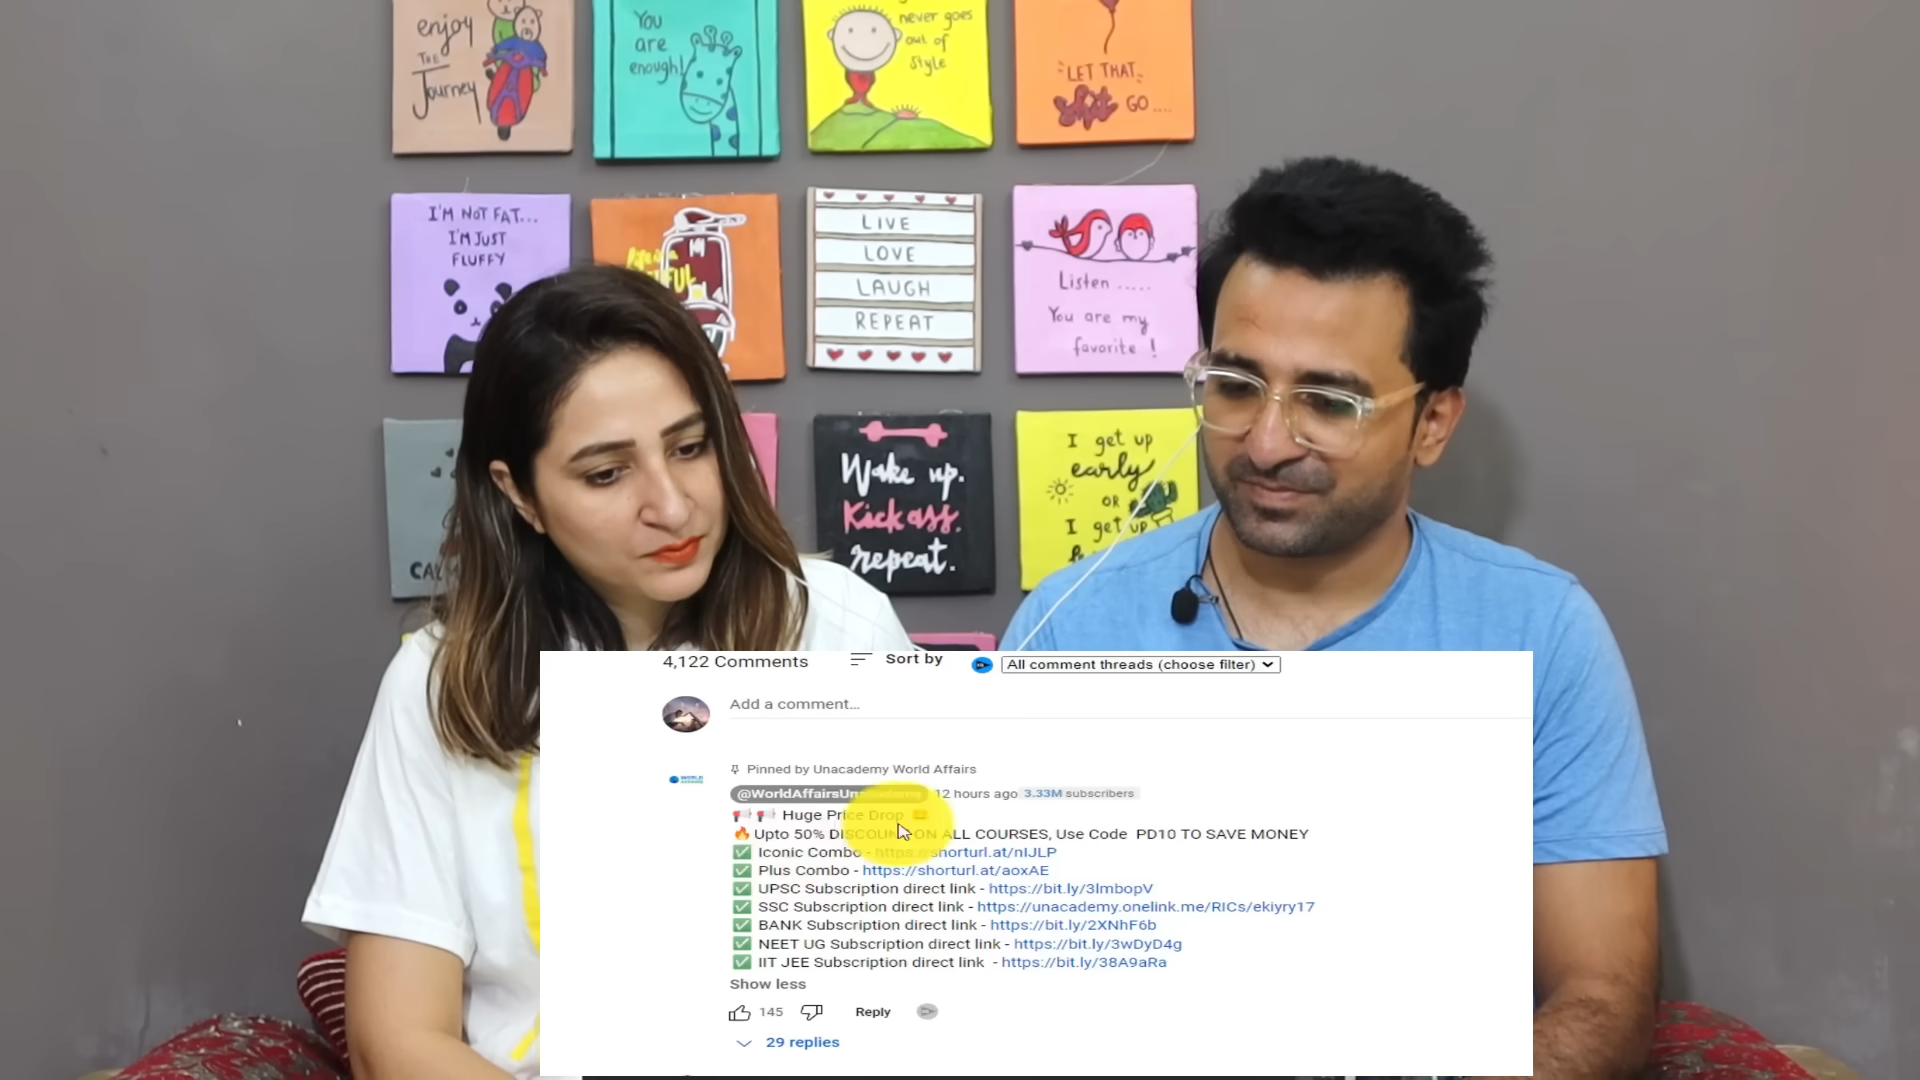 enjoy
THE
Journey
You
are
enough!
never goes
out of
style
LET THAT
shit GO....
I'M NOT FAT...
I'M JUST
FLUFFY
LIVE
LOVE
LAUGH
REPEAT
Listen .....
You are my
favorite !
Wake up.
Kick ass.
repeat.
I get up
early
OR
I get up
4,122 Comments Sort by All comment threads (choose filter)
Add a comment...
Pinned by Unacademy World Affairs
12 hours ago 3.33M subscribers
Huge Price Drop
Upto 50% DISCOUNT ON ALL COURSES, Use Code PD10 TO SAVE MONEY
Iconic Combo - https://shorturl.at/nIJLP
Plus Combo - https://shorturl.at/aoxAE
UPSC Subscription direct link - https://bit.ly/3lmbopV
SSC Subscription direct link - https://unacademy.onelink.me/RICs/ekiyry17
BANK Subscription direct link - https://bit.ly/2XNhF6b
NEET UG Subscription direct link - https://bit.ly/3wDyD4g
IIT JEE Subscription direct link - https://bit.ly/38A9aRa
Show less
145 Reply
29 replies